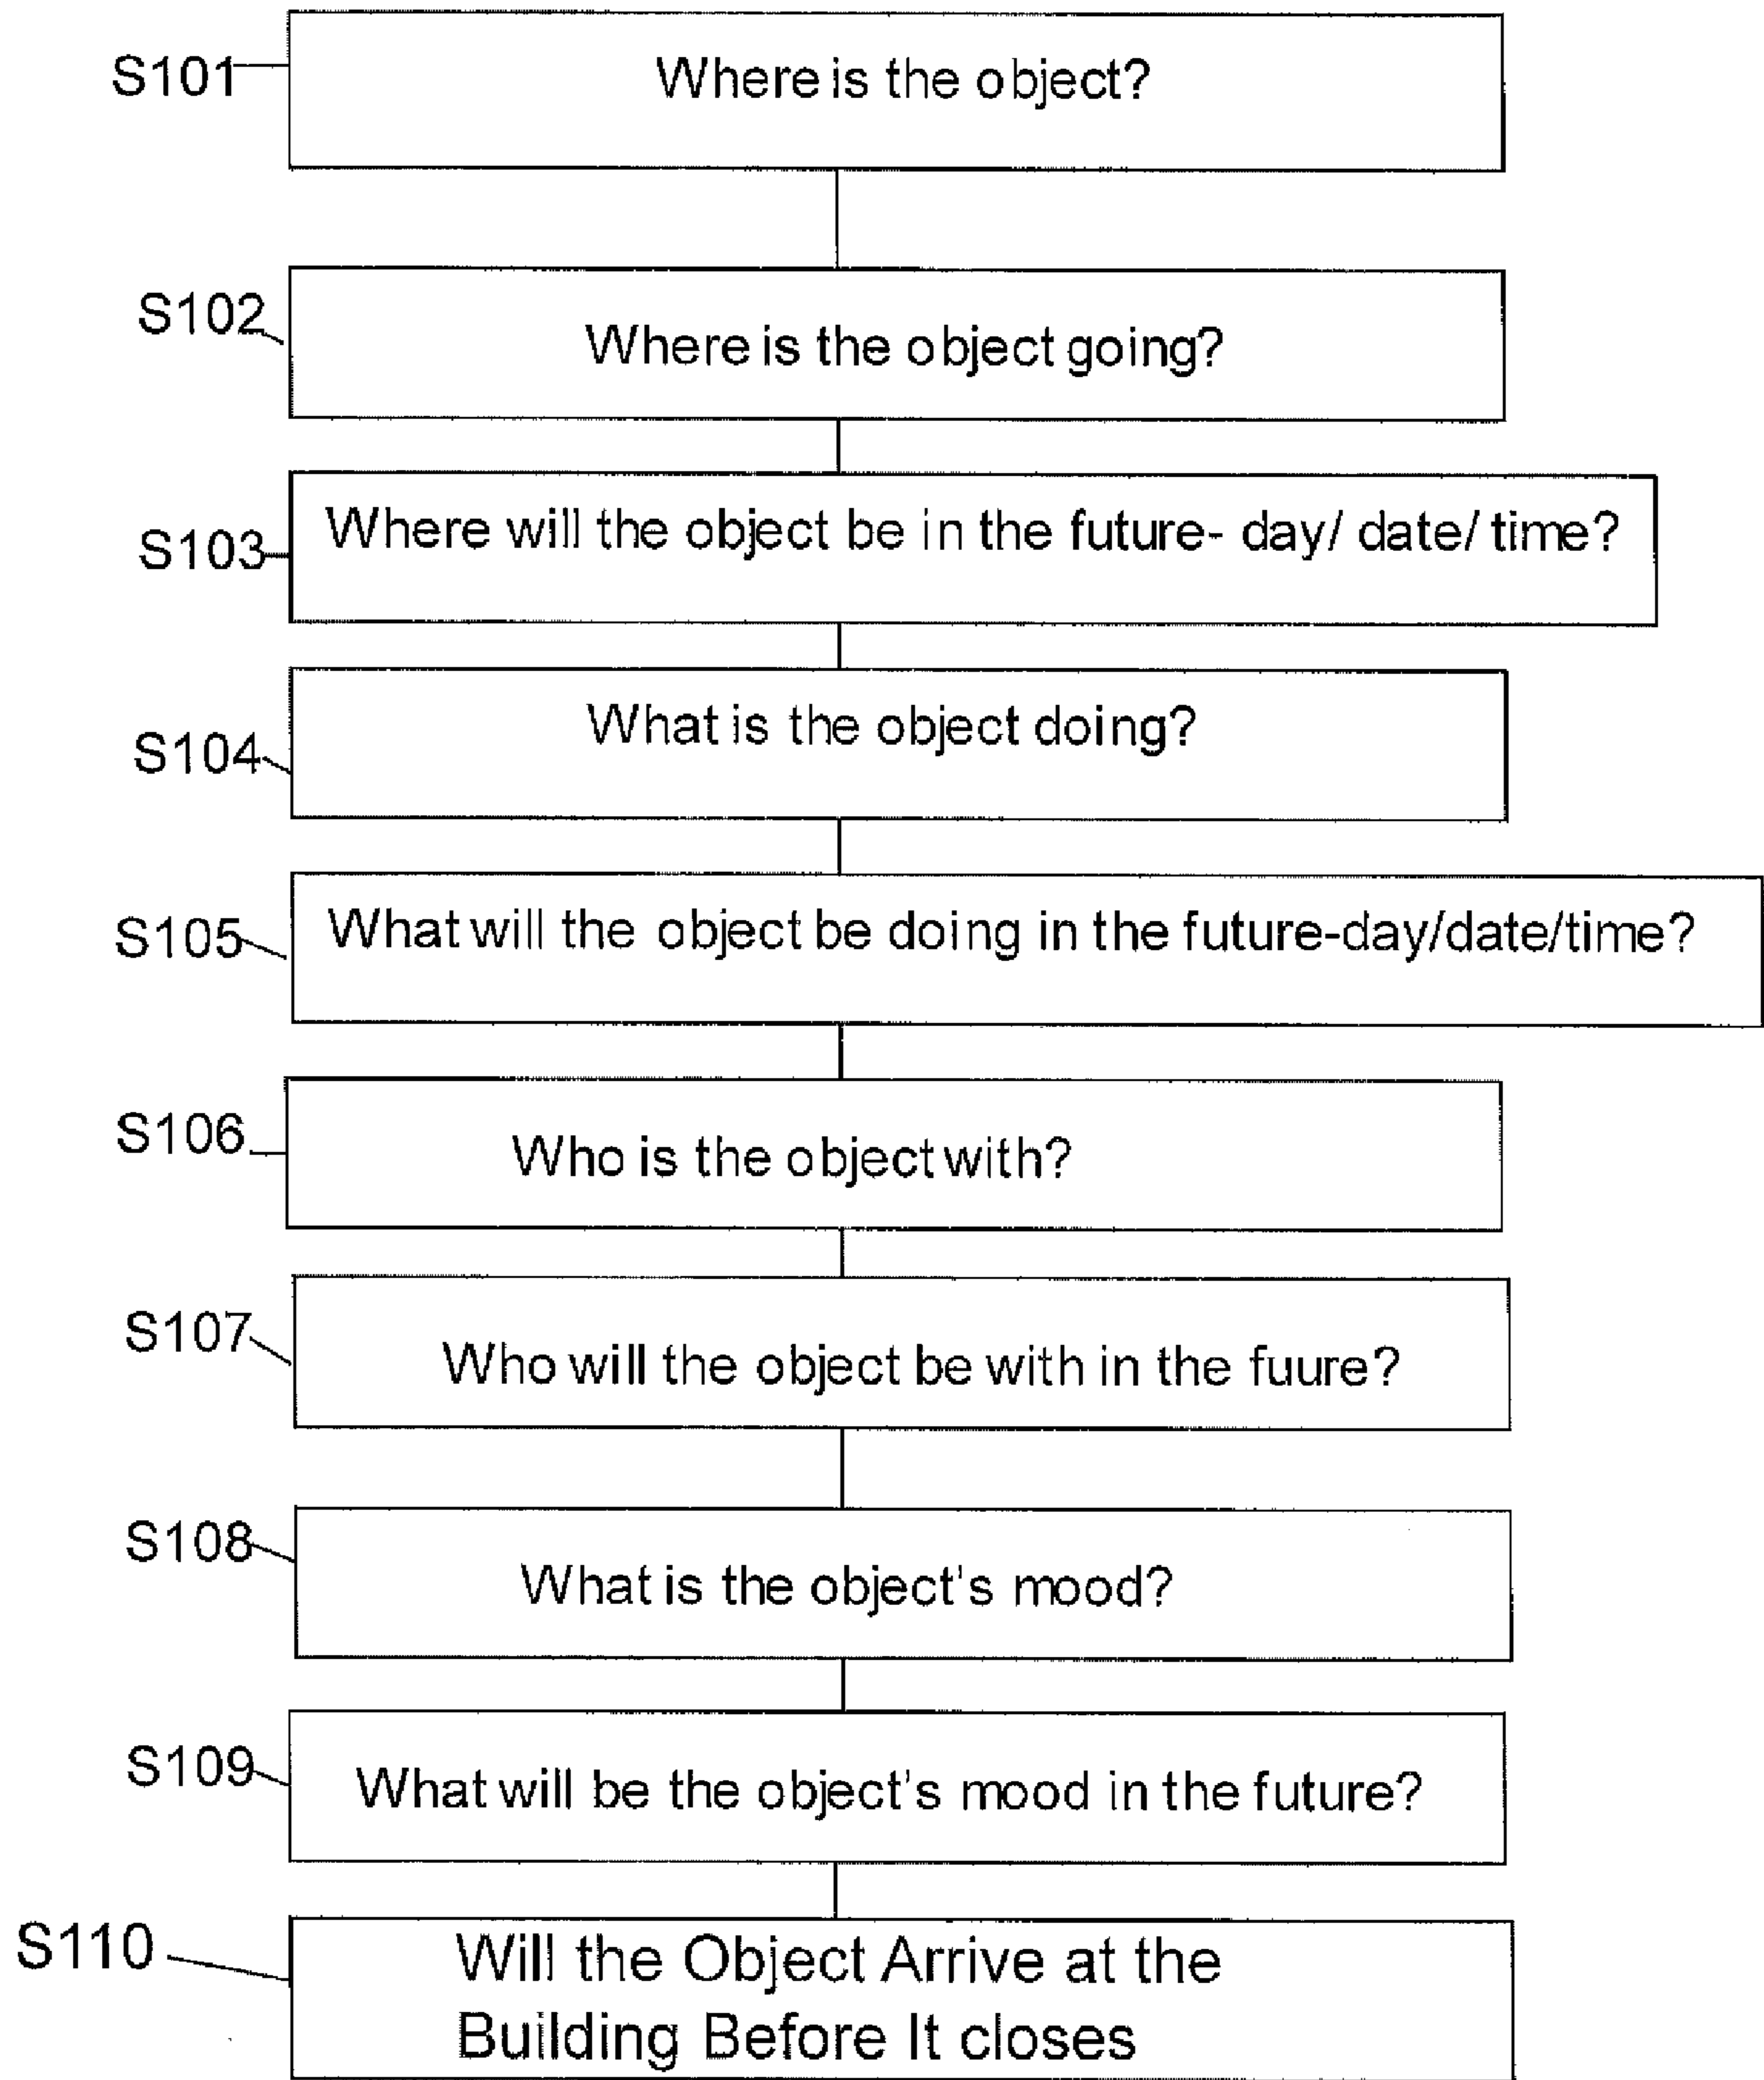 S101 Where is the object?
S102 Where is the object going?
S103 Where will the object be in the future- day/ date/ time?
S104 What is the object doing?
S105 What will the object be doing in the future-day/date/time?
S106 Who is the object with?
S107 Who will the object be with in the fuure?
S108 What is the object's mood?
S109 What will be the object's mood in the future?
S110 Will the Object Arrive at the
Building Before It closes